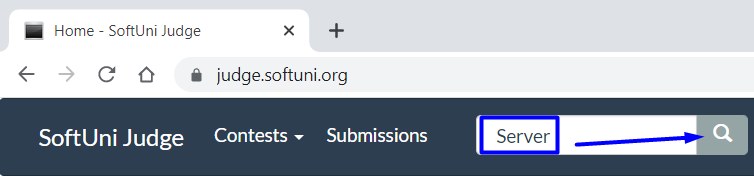 Home - SoftUni Judge
judge.softuni.org
SoftUni Judge Contests Submissions Server